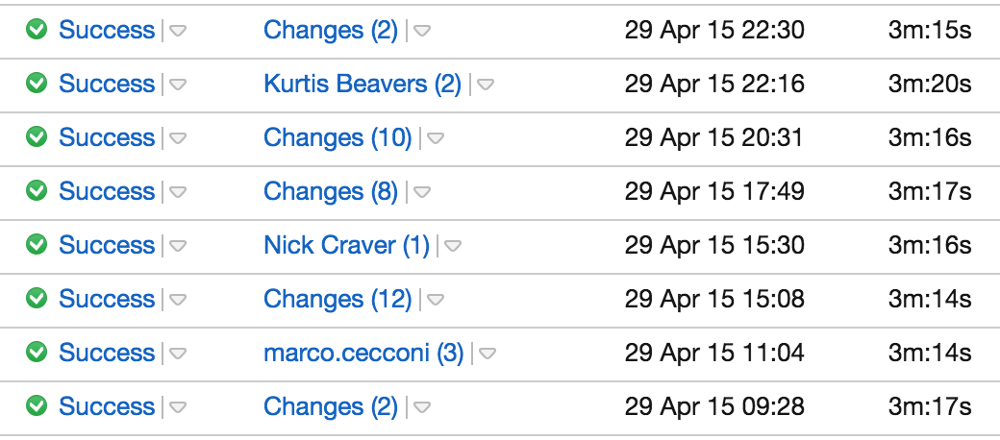 Success Changes (2) 29 Apr 15 22:30 3m:15s
Success Kurtis Beavers (2) 29 Apr 15 22:16 3m:20s
Success Changes (10) 29 Apr 15 20:31 3m:16s
Success Changes (8) 29 Apr 15 17:49 3m:17s
Success Nick Craver (1) 29 Apr 15 15:30 3m:16s
Success Changes (12) 29 Apr 15 15:08 3m:14s
Success marco.cecconi (3) 29 Apr 15 11:04 3m:14s
Success Changes (2) 29 Apr 15 09:28 3m:17s